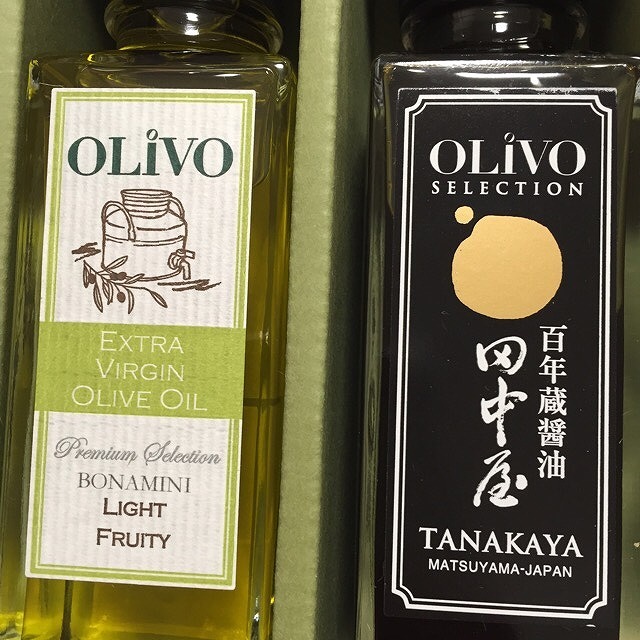 OLiVO
EXTRA
VIRGIN
OLIVE OIL
Premium Selection
BONAMINI
LIGHT
FRUITY
OLiVO
SELECTION
百年蔵醤油
田中屋
TANAKAYA
MATSUYAMA-JAPAN